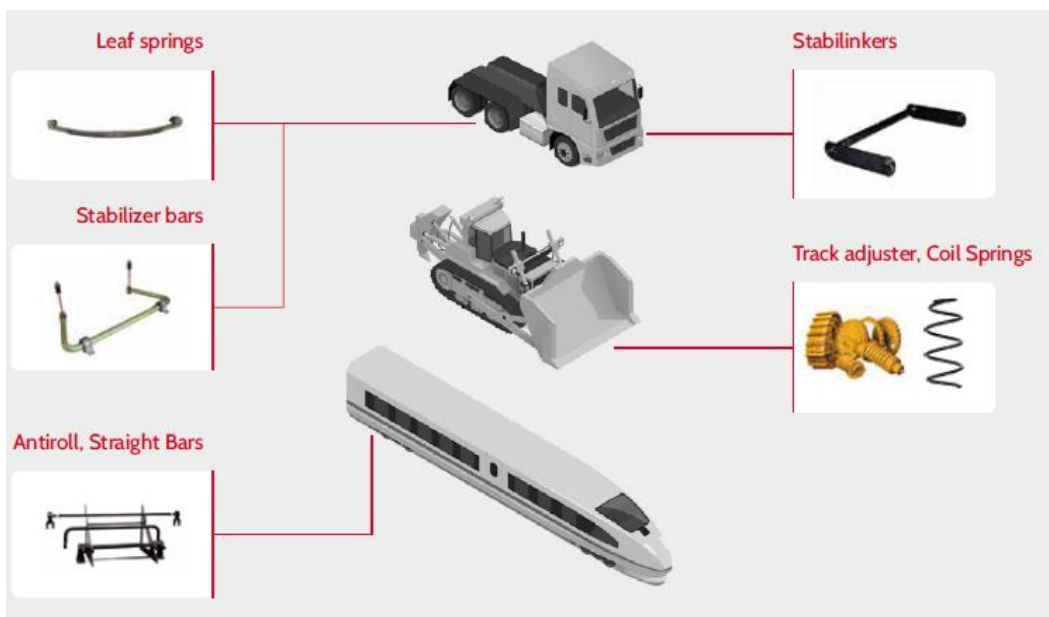 Leaf springs
Stabilizer bars
Antiroll, Straight Bars
Stabilinkers
Track adjuster, Coil Springs